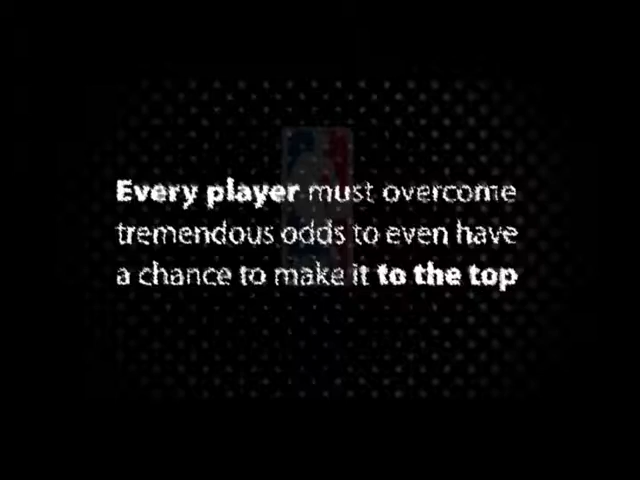 Every player must overcome
tremendous odds to even have
a chance to make it to the top